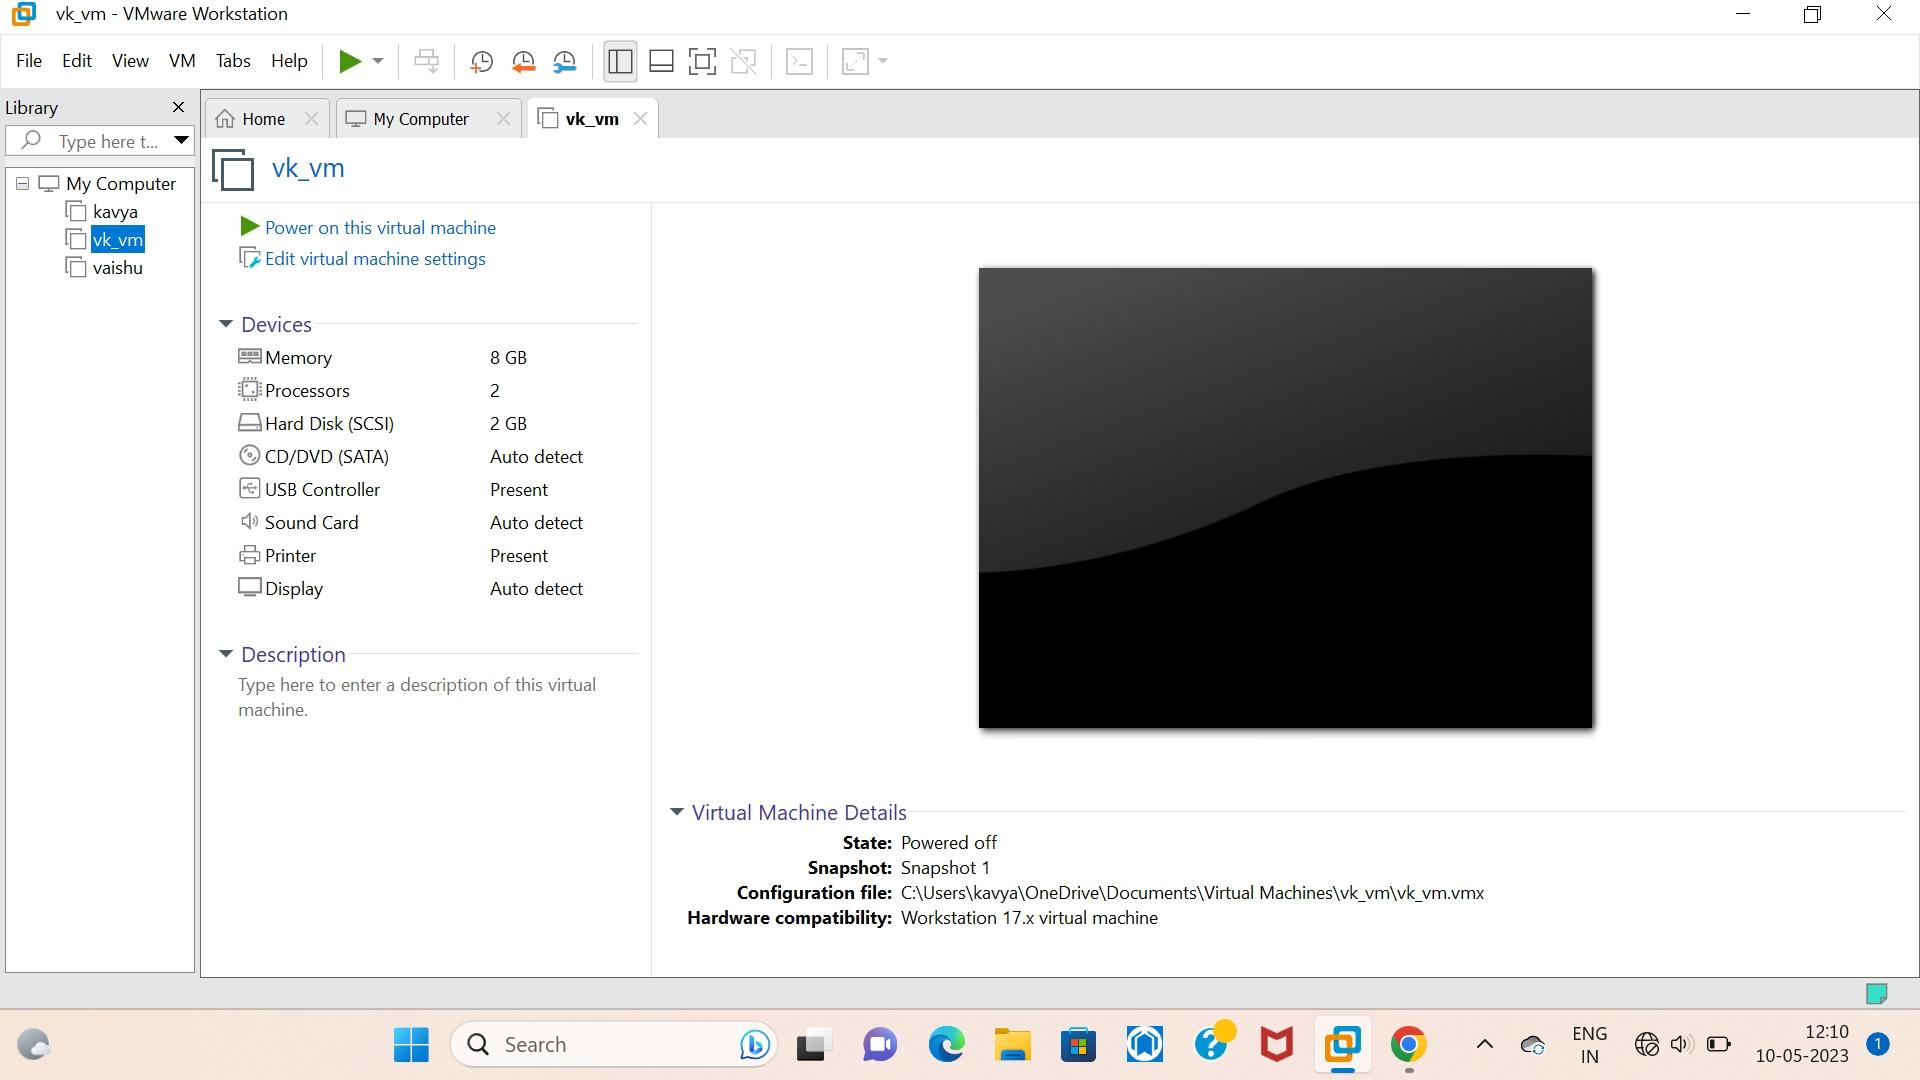 vk_vm - VMware Workstation
File Edit View VM Tabs Help
Library
Type here t...
My Computer
kavya
vk_vm
vaishu
Home
My Computer
vk_vm
vk_vm
Power on this virtual machine
Edit virtual machine settings
Devices
Memory 8 GB
Processors 2
Hard Disk (SCSI) 2 GB
CD/DVD (SATA) Auto detect
USB Controller Present
Sound Card Auto detect
Printer Present
Display Auto detect
Description
Type here to enter a description of this virtual
machine.
Virtual Machine Details
State: Powered off
Snapshot: Snapshot 1
Configuration file: C:\Users\kavya\OneDrive\Documents\Virtual Machines\vk_vm\vk_vm.vmx
Hardware compatibility: Workstation 17.x virtual machine
Search
ENG
IN
12:10
10-05-2023
1